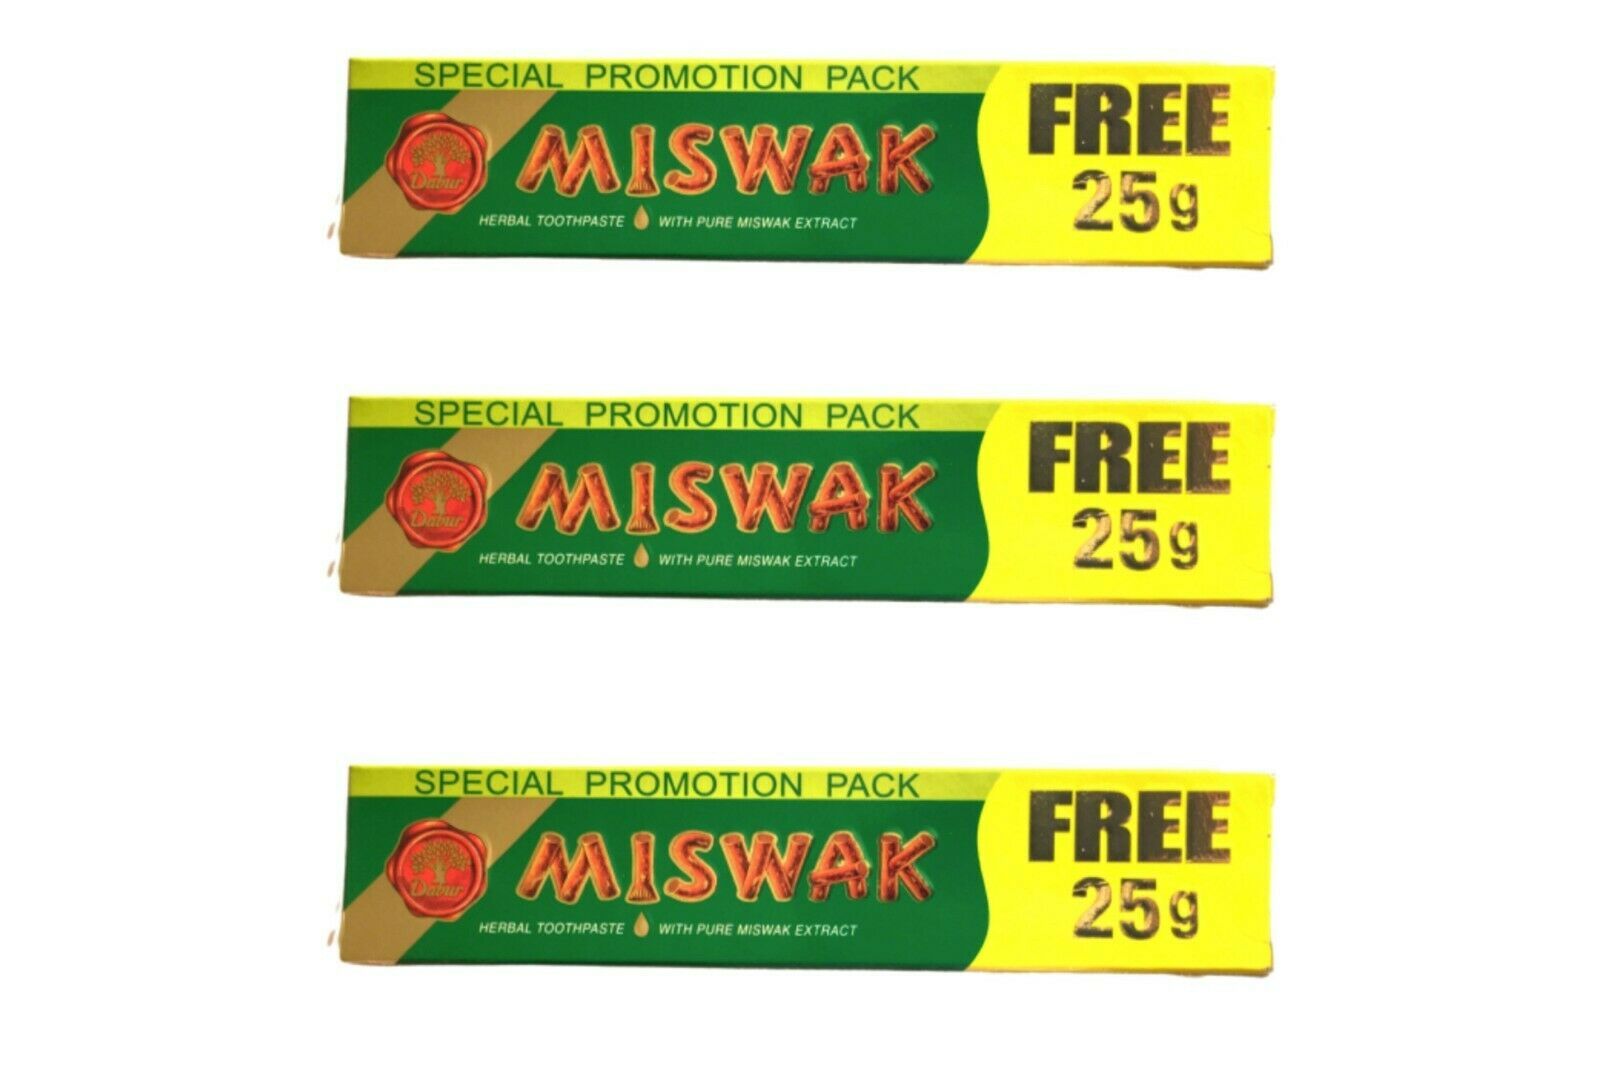 SPECIAL PROMOTION PACK
FREE
25g
Dabur
MISWAK
HERBAL TOOTHPASTE WITH PURE MISWAK EXTRACT
SPECIAL PROMOTION PACK
FREE
25g
Dabur
MISWAK
HERBAL TOOTHPASTE WITH PURE MISWAK EXTRACT
SPECIAL PROMOTION PACK
FREE
25g
Dabur
MISWAK
HERBAL TOOTHPASTE WITH PURE MISWAK EXTRACT